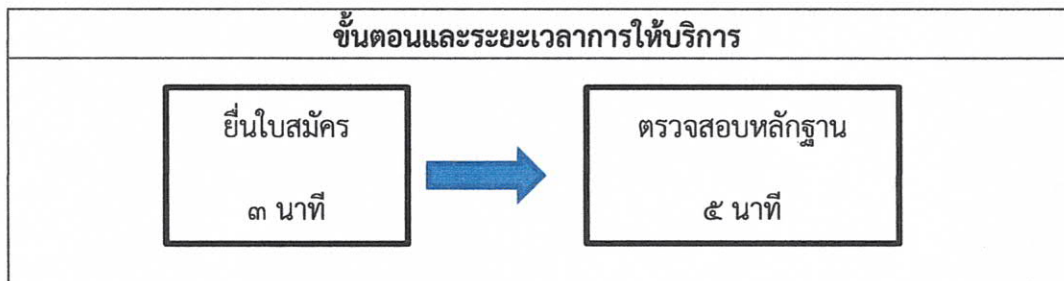 ขั้นตอนและระยะเวลาการให้บริการ
ยื่นใบสมัคร
๓ นาที
ตรวจสอบหลักฐาน
๕ นาที